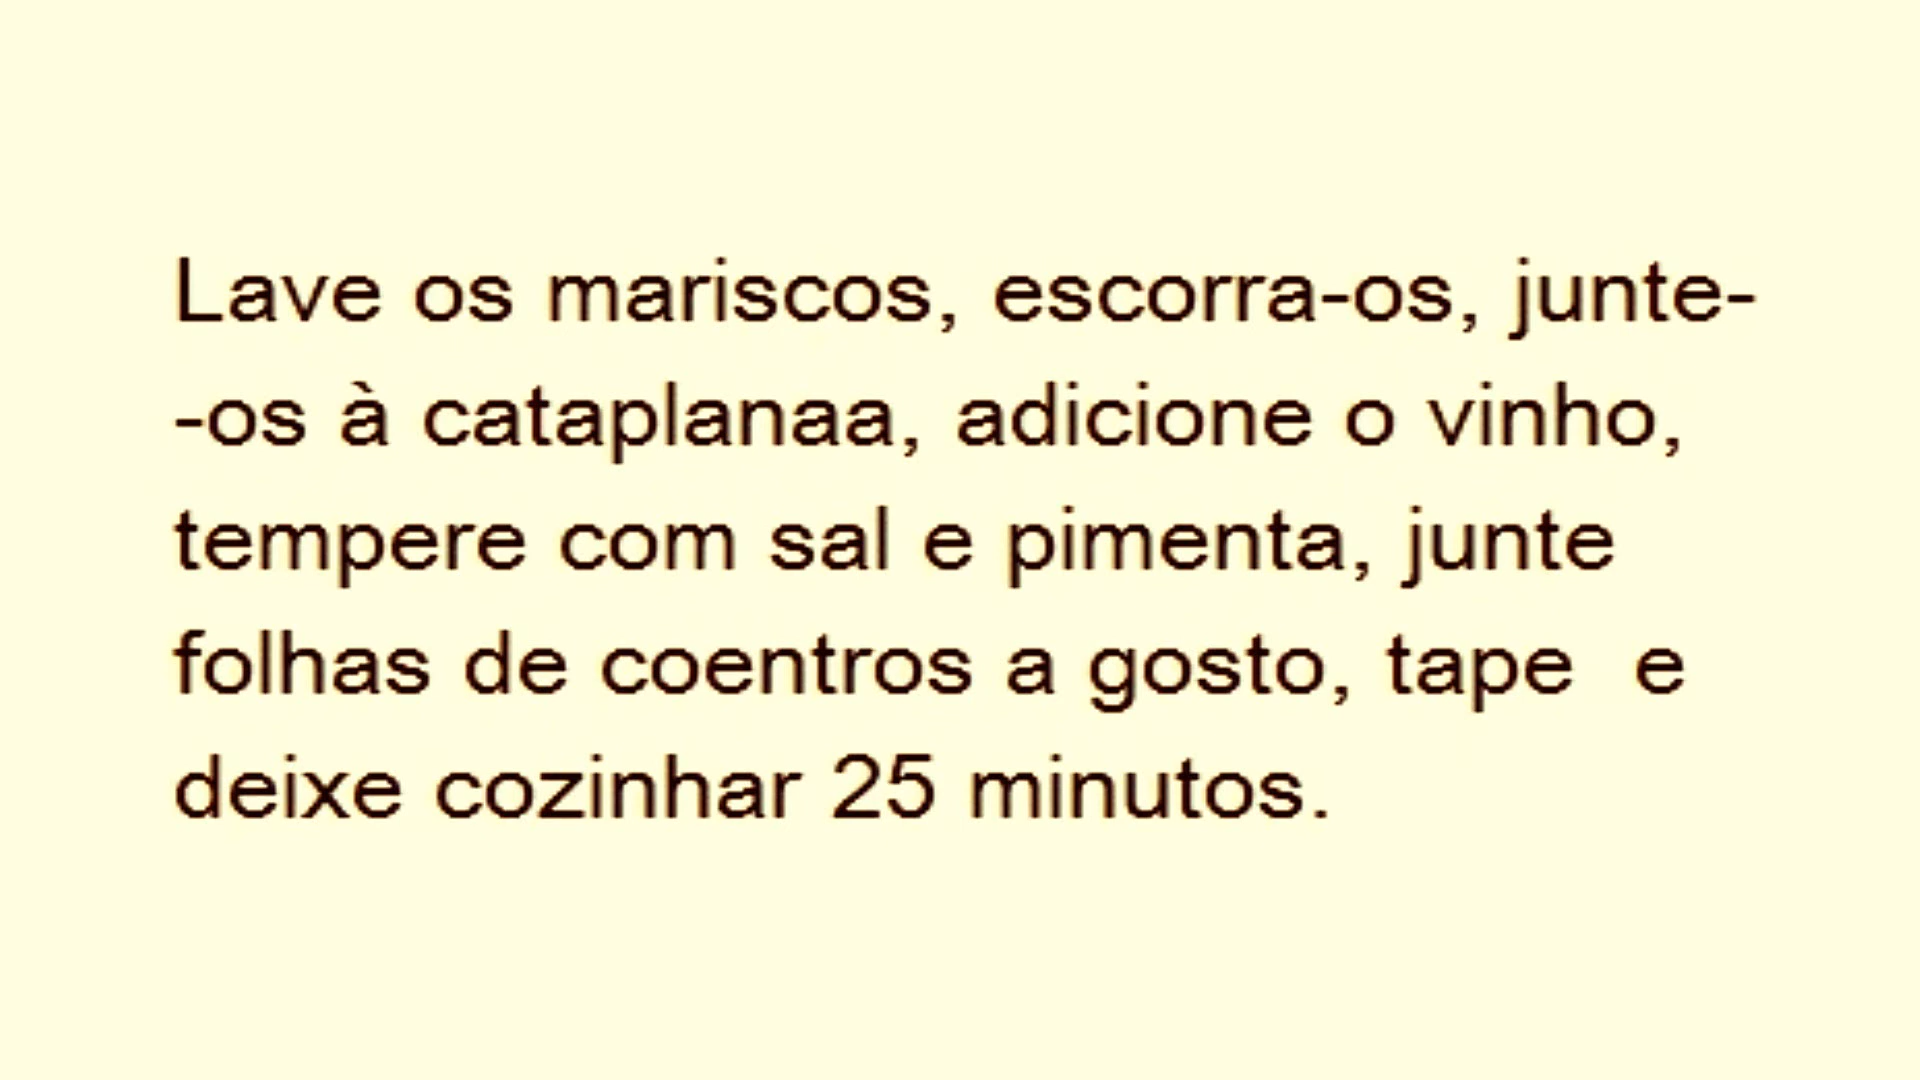 Lave os mariscos, escorra-os, junte-
-os à cataplanaa, adicione o vinho,
tempere com sal e pimenta, junte
folhas de coentros a gosto, tape  e
deixe cozinhar 25 minutos.